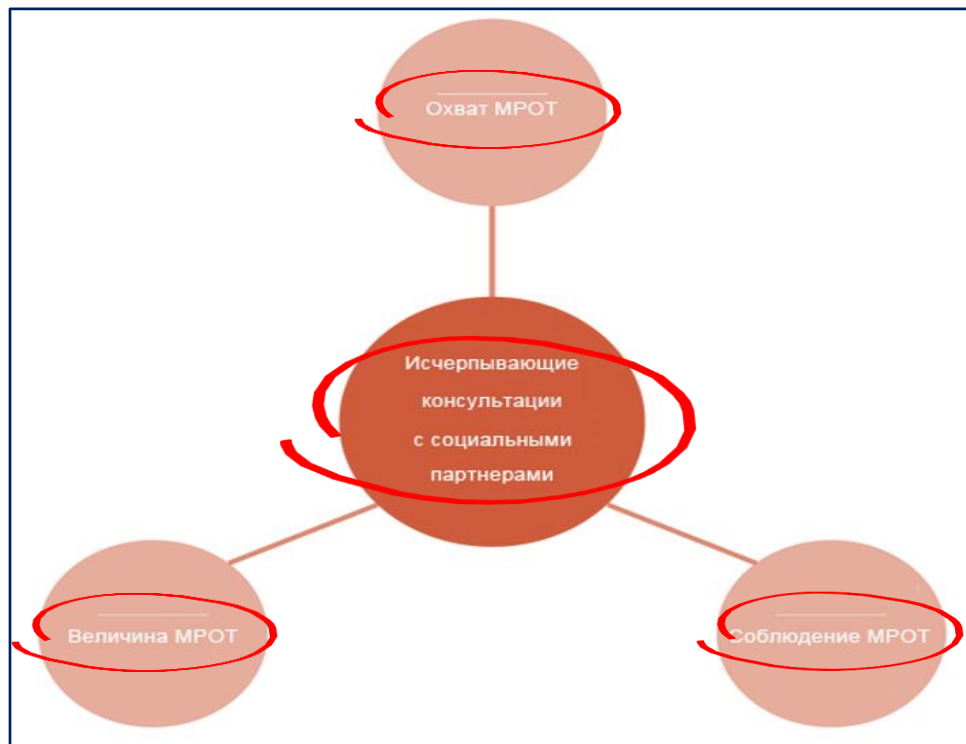 Охват МРОТ
Исчерпывающие
консультации
с социальными
партнерами
Величина МРОТ
Соблюдение МРОТ